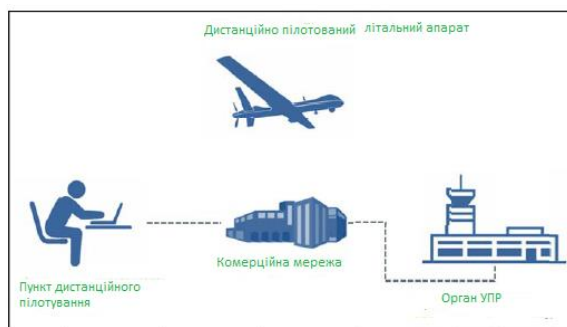 Дистанційно пілотований літальний апарат
Комерційна мережа
Пункт дистанційного
пілотування
Орган УПР